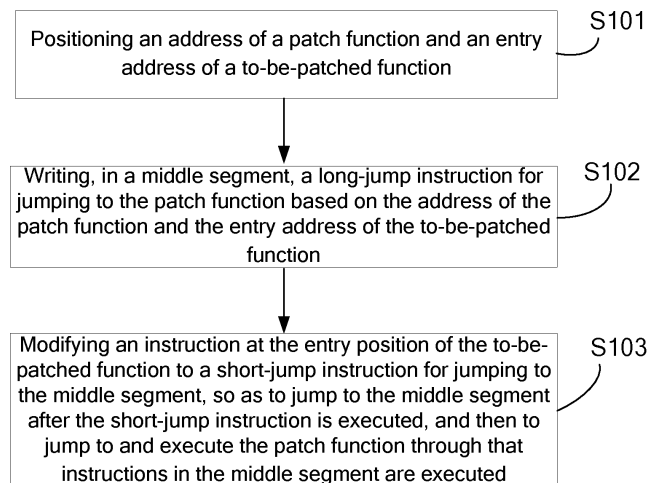 S101
Positioning an address of a patch function and an entry
address of a to-be-patched function
S102
Writing, in a middle segment, a long-jump instruction for
jumping to the patch function based on the address of the
patch function and the entry address of the to-be-patched
function
S103
Modifying an instruction at the entry position of the to-be-
patched function to a short-jump instruction for jumping to
the middle segment, so as to jump to the middle segment
after the short-jump instruction is executed, and then to
jump to and execute the patch function through that
instructions in the middle segment are executed